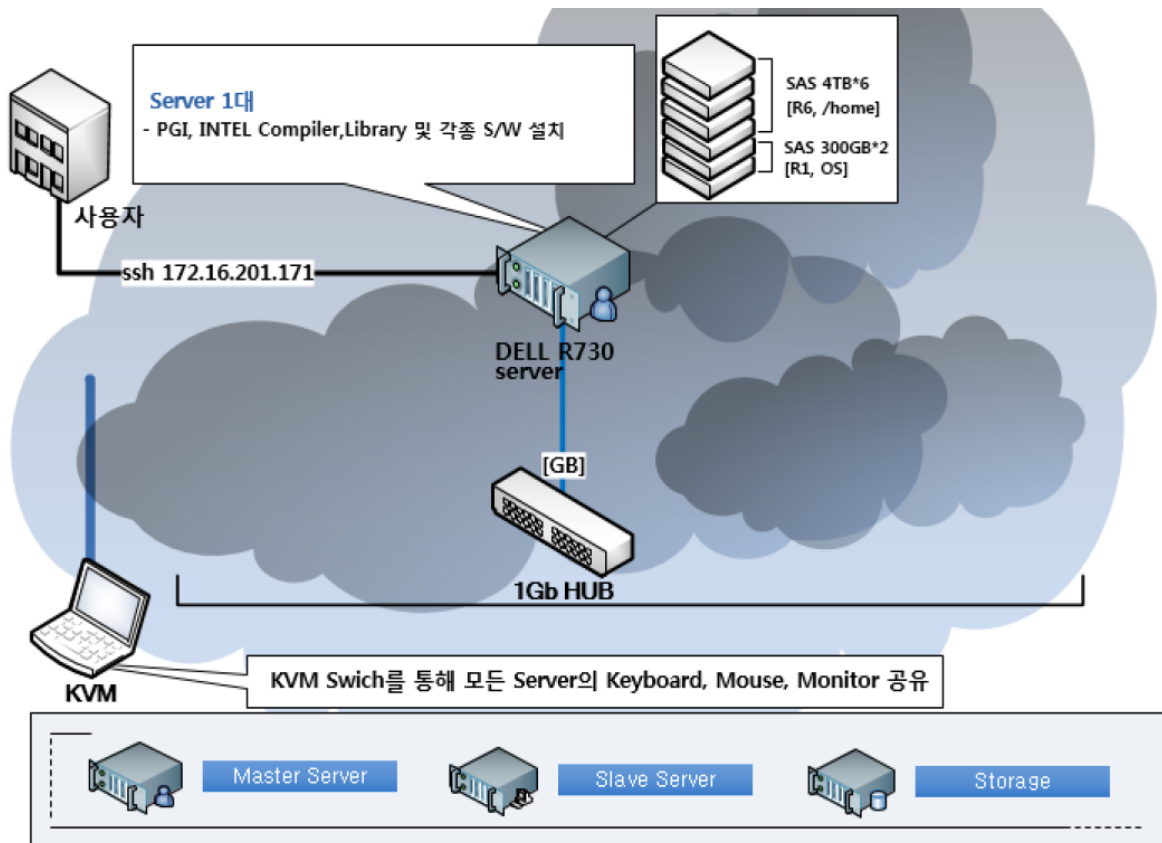 Server 1대
- PGI, INTEL Compiler,Library 및 각종 S/W 설치
SAS 4TB*6
[R6, /home]
SAS 300GB*2
[R1, OS]
사용자
ssh 172.16.201.171
DELL R730
server
[GB]
1Gb HUB
KVM
KVM Swich를 통해 모든 Server의 Keyboard, Mouse, Monitor 공유
Master Server
Slave Server
Storage